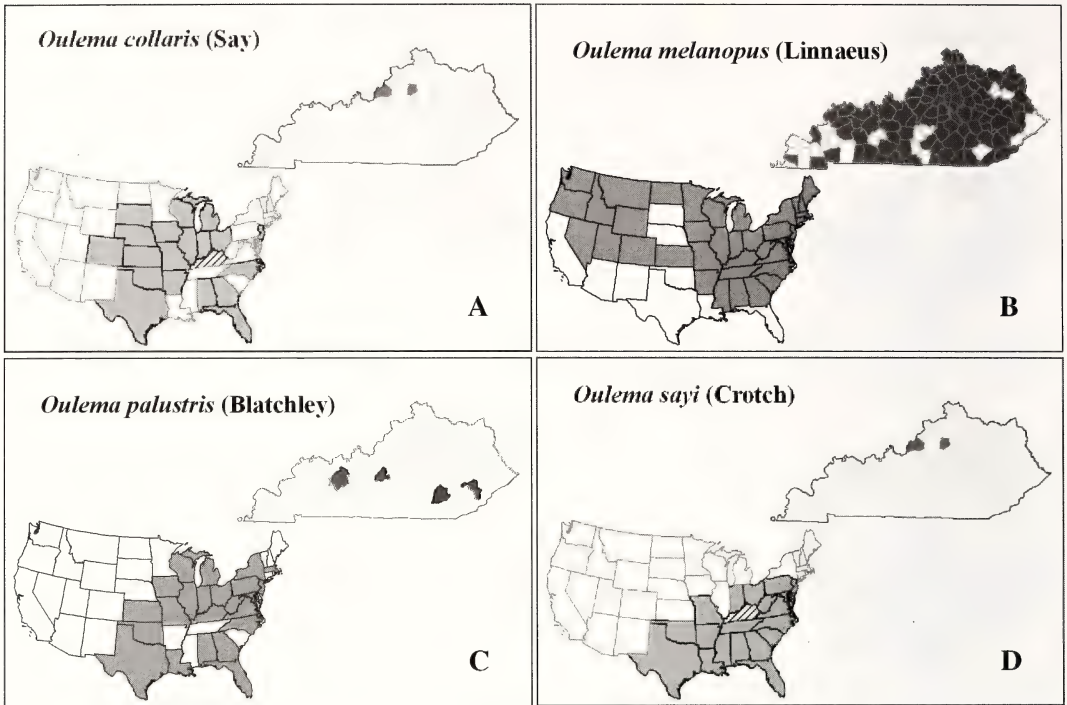 Oulema collaris (Say)
A
Oulema melanopus (Linnaeus)
B
Oulema palustris (Blatchley)
C
Oulema sayi (Crotch)
D